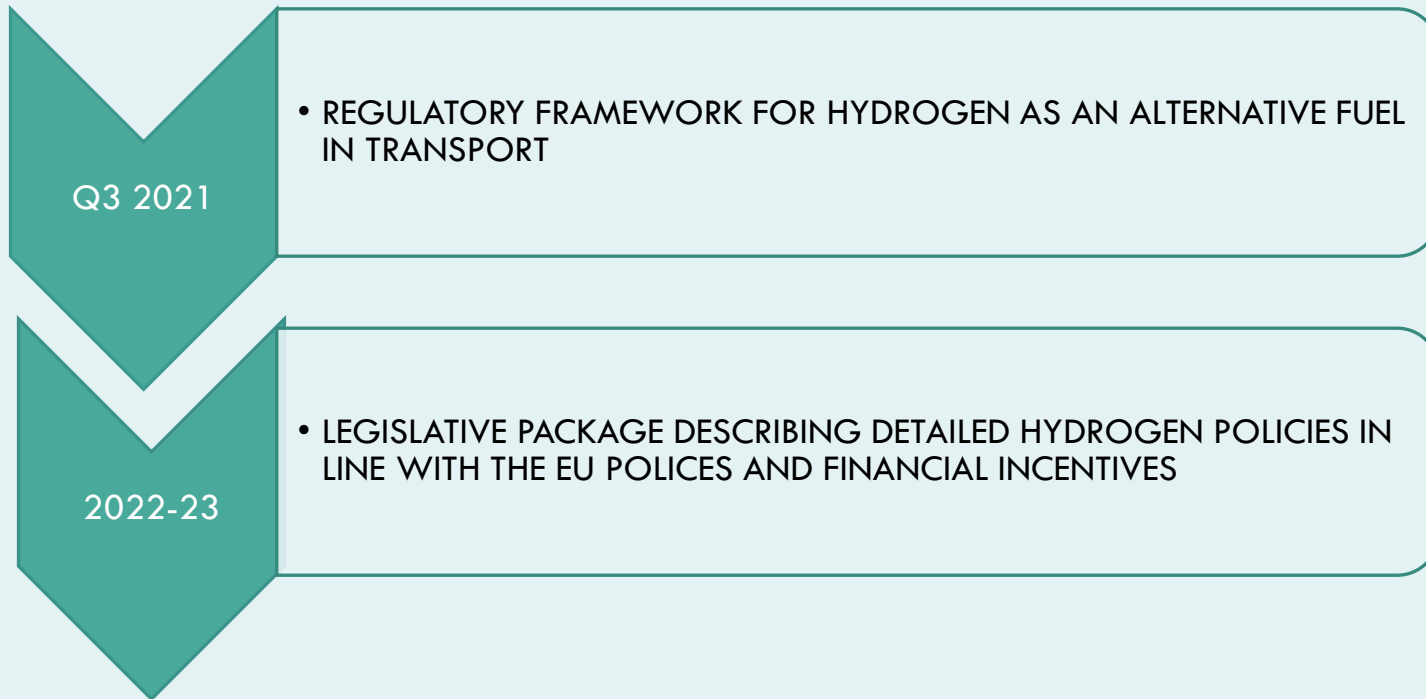 Q3 2021
• REGULATORY FRAMEWORK FOR HYDROGEN AS AN ALTERNATIVE FUEL
IN TRANSPORT
2022-23
• LEGISLATIVE PACKAGE DESCRIBING DETAILED HYDROGEN POLICIES IN
LINE WITH THE EU POLICES AND FINANCIAL INCENTIVES